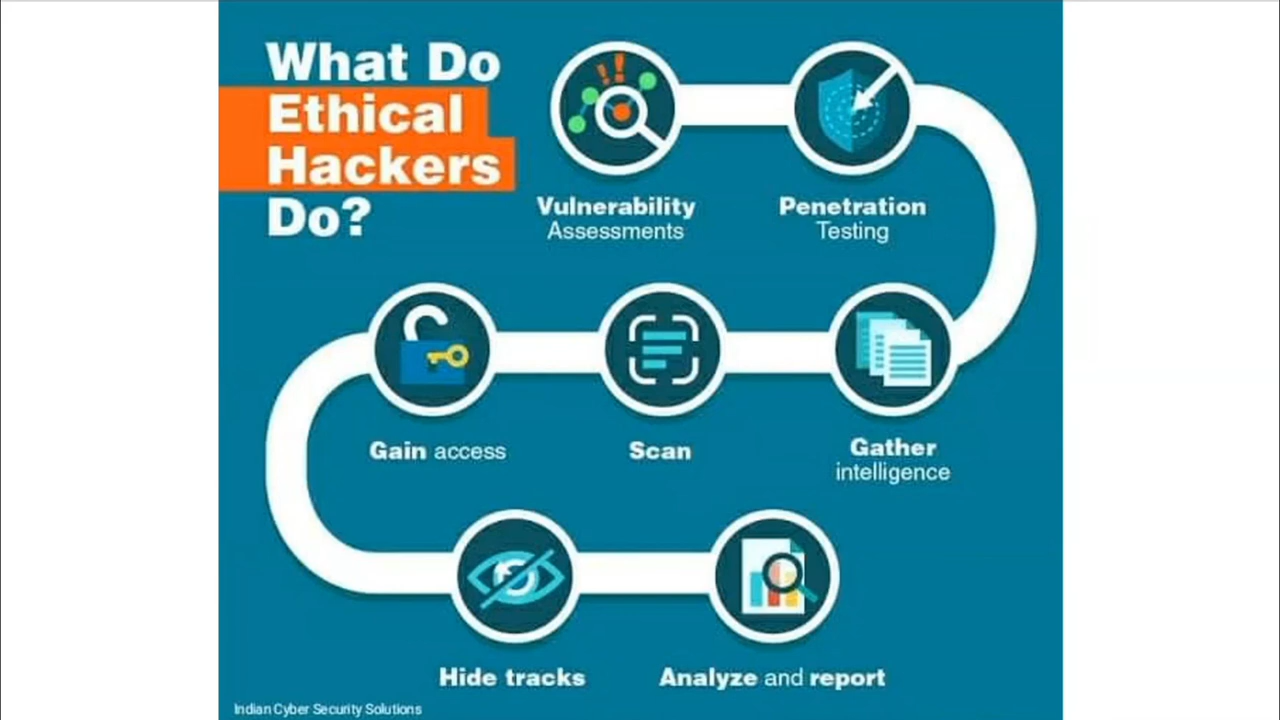 What Do
Ethical
Hackers
Do?
Vulnerability
Assessments
Penetration
Testing
Gather
intelligence
Scan
Gain access
Hide tracks
Analyze and report
Indian Cyber Security Solutions